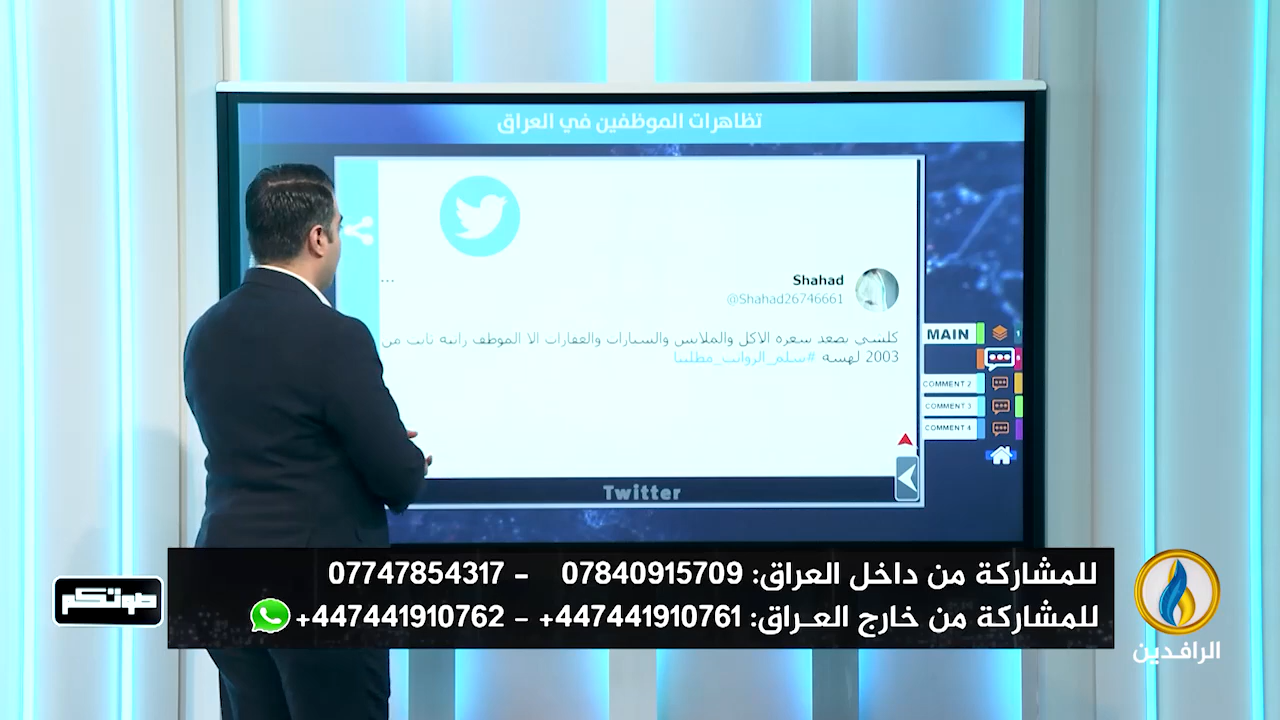 تظاهرات الموظفين في العراق
Shahad
@Shahad26746661
...
كلشي يصعد سعره الاكل والملابس والسيارات والعقارات الا الموظف راتبه ثابت من
2003 لهسه #سلم_الرواتب_مطلبنا
MAIN
COMMENT 2
COMMENT 3
COMMENT 4
Twitter
للمشاركة من داخل العراق: 07840915709 - 07747854317
للمشاركة من خارج العـراق: 447441910761+ - 447441910762+
صوتكم
الرافدين